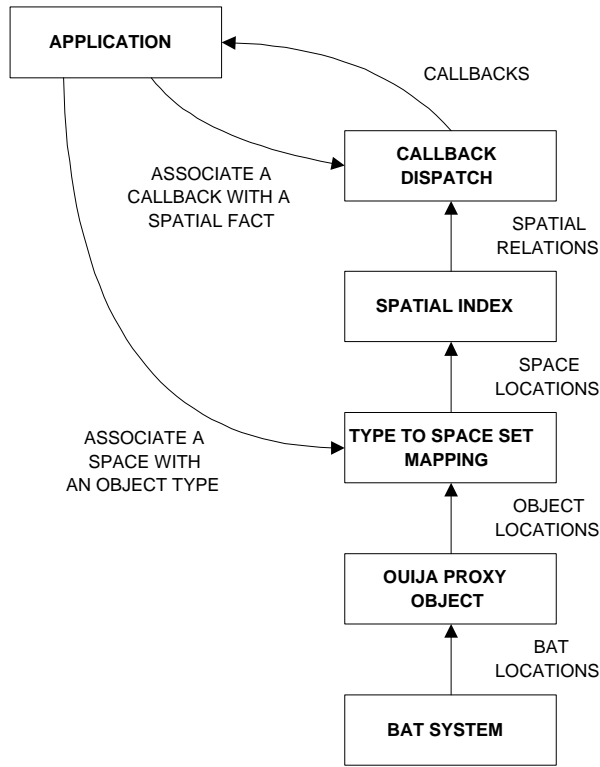 APPLICATION
CALLBACKS
CALLBACK
DISPATCH
ASSOCIATE A
CALLBACK WITH A
SPATIAL FACT
SPATIAL
RELATIONS
SPATIAL INDEX
SPACE
LOCATIONS
TYPE TO SPACE SET
MAPPING
ASSOCIATE A
SPACE WITH
AN OBJECT TYPE
OBJECT
LOCATIONS
OUIJA PROXY
OBJECT
BAT
LOCATIONS
BAT SYSTEM